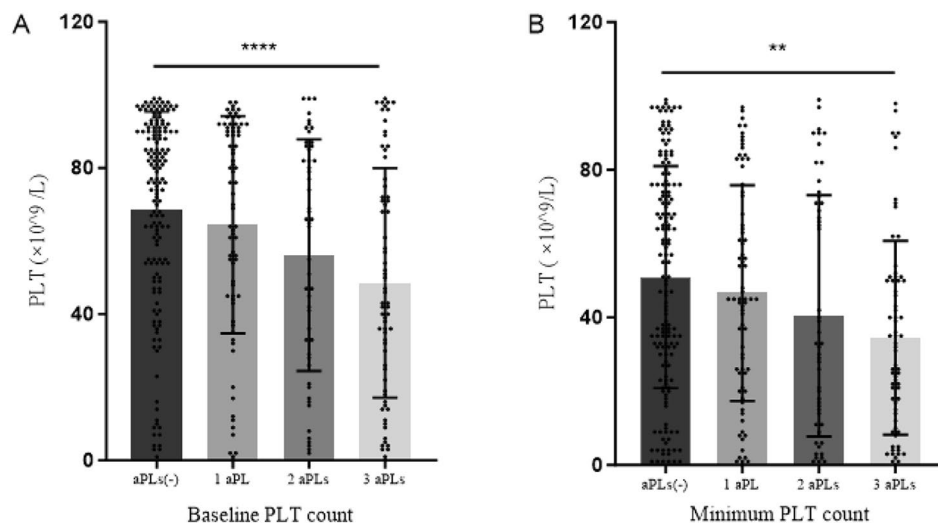 A
120
****
80
40
0
PLT (×10^9 /L)
aPLs(-) 1 aPL 2 aPLs 3 aPLs
Baseline PLT count
B
120
**
80
40
0
PLT ( ×10^9/L)
aPLs(-) 1 aPL 2 aPLs 3 aPLs
Minimum PLT count